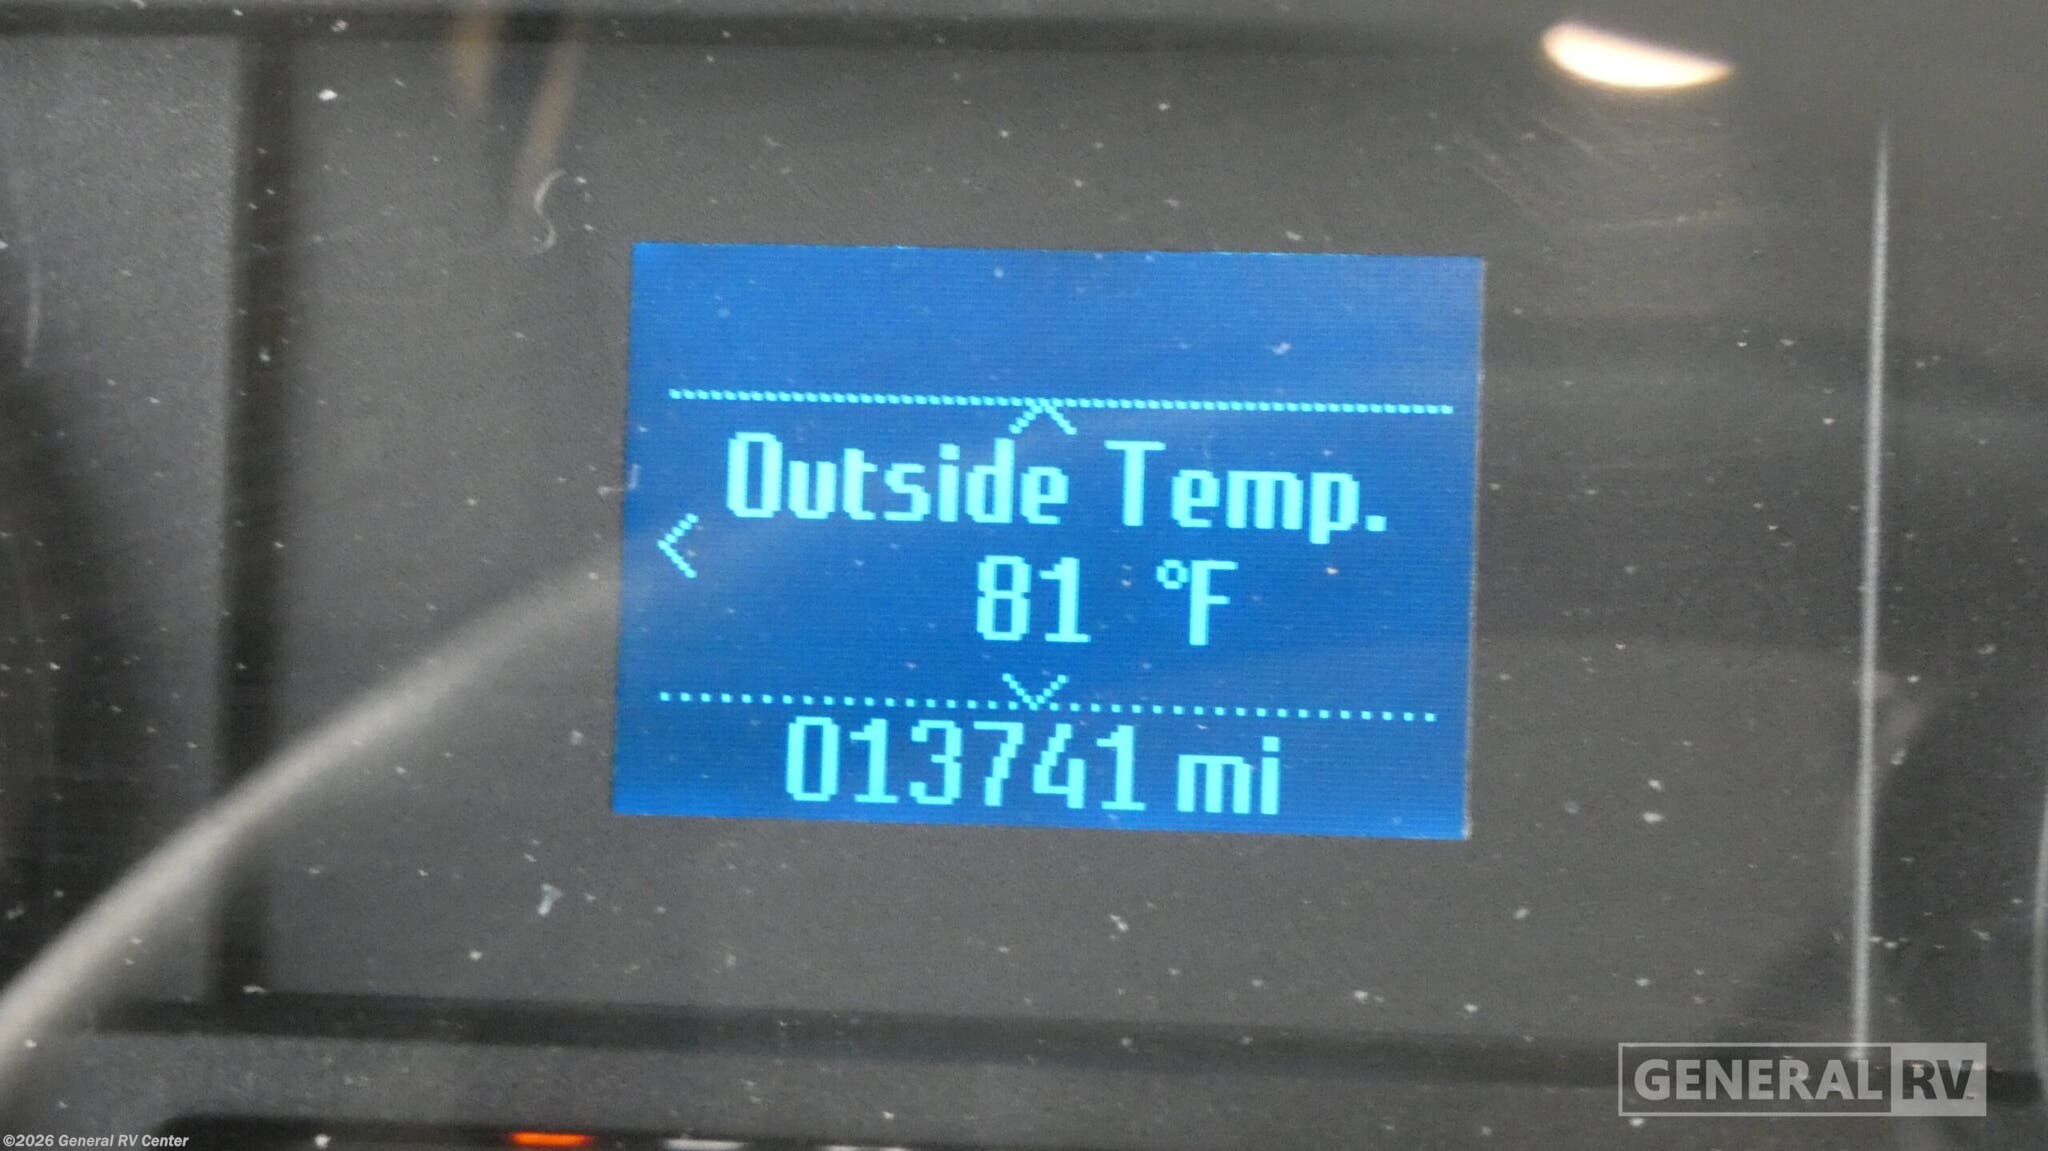 Outside Temp.
81 °F
013741 mi
GENERAL RV
©2026 General RV Center